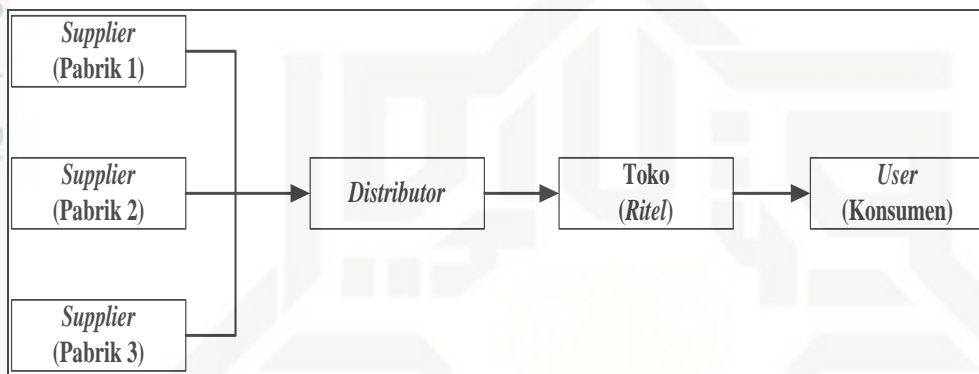 Supplier
(Pabrik 1)
Supplier
(Pabrik 2)
Supplier
(Pabrik 3)
Distributor
Toko
(Ritel)
User
(Konsumen)